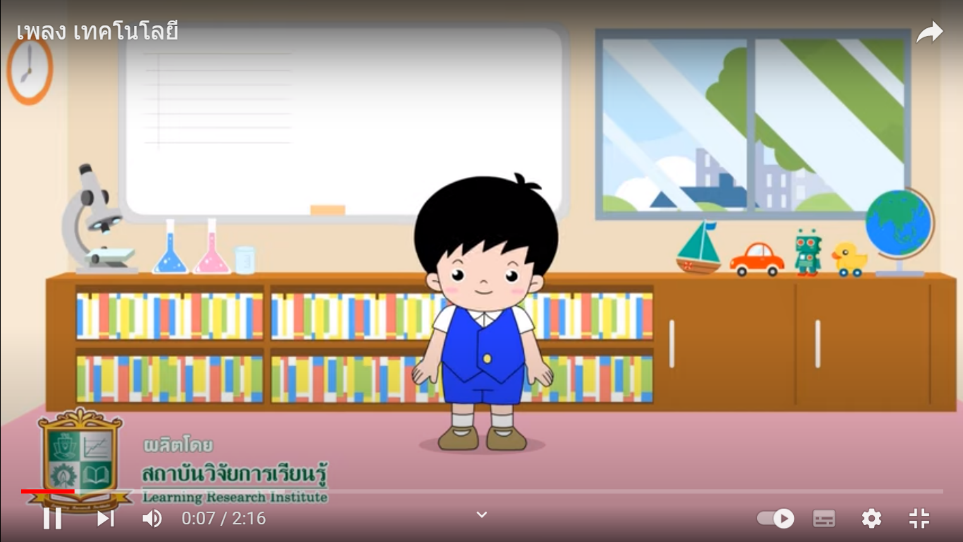 เพลง เทคโนโลยี
ผลิตโดย
สถาบันวิจัยการเรียนรู้
Learning Research Institute
0:07 / 2:16